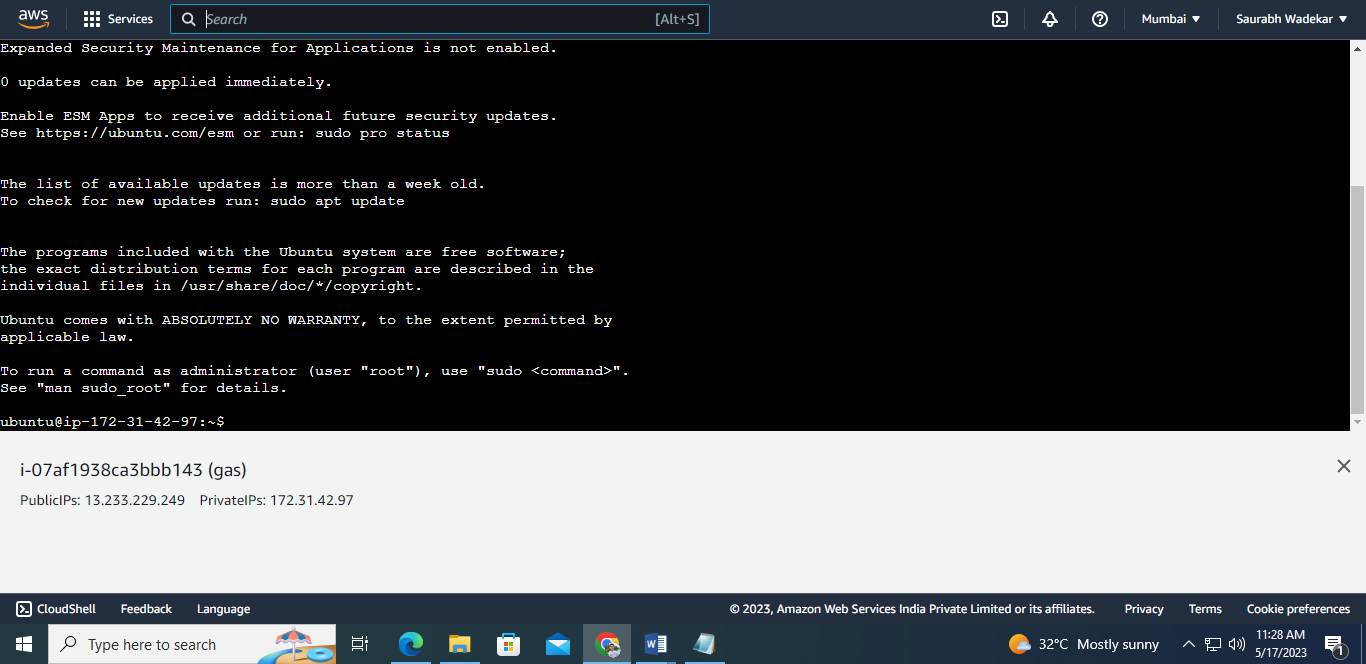 aws
Services
Search
[Alt+S]
Mumbai
Saurabh Wadekar
Expanded Security Maintenance for Applications is not enabled.
0 updates can be applied immediately.
Enable ESM Apps to receive additional future security updates.
See https://ubuntu.com/esm or run: sudo pro status
The list of available updates is more than a week old.
To check for new updates run: sudo apt update
The programs included with the Ubuntu system are free software;
the exact distribution terms for each program are described in the
individual files in /usr/share/doc/*/copyright.
Ubuntu comes with ABSOLUTELY NO WARRANTY, to the extent permitted by
applicable law.
To run a command as administrator (user "root"), use "sudo <command>".
See "man sudo_root" for details.
ubuntu@ip-172-31-42-97:~$
i-07af1938ca3bbb143 (gas)
PublicIPs: 13.233.229.249 PrivateIPs: 172.31.42.97
CloudShell Feedback Language © 2023, Amazon Web Services India Private Limited or its affiliates. Privacy Terms Cookie preferences
Type here to search
32°C Mostly sunny
11:28 AM
5/17/2023
1